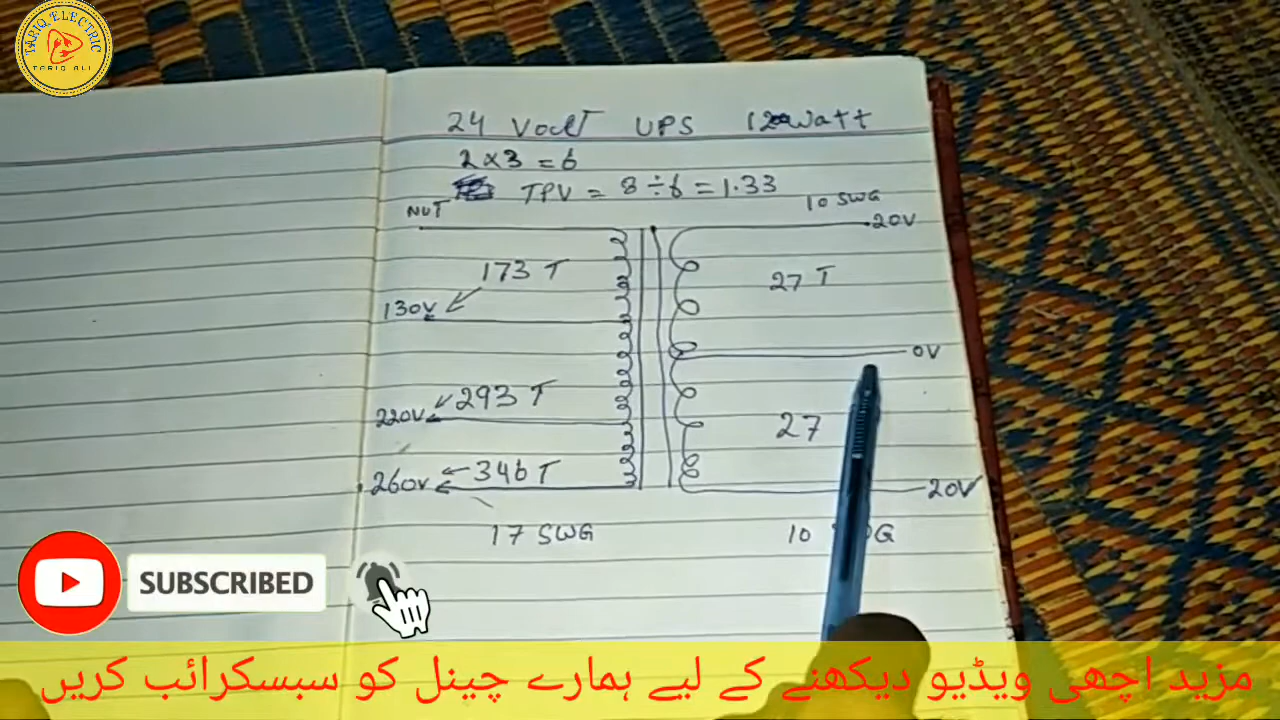 TARIQ ELECTRIC
TARIQ ALI
24 Volt UPS
2 x 3 = 6
TPV = 8 ÷ 6 = 1.33
NUT
10 SWG
20V
173 T
27 T
130V
0V
293 T
220V
27
346 T
260V
20V
17 SWG
10
SUBSCRIBED
مزید اچھی ویڈیو دیکھنے کے لیے ہمارے چینل کو سبسکرائب کریں